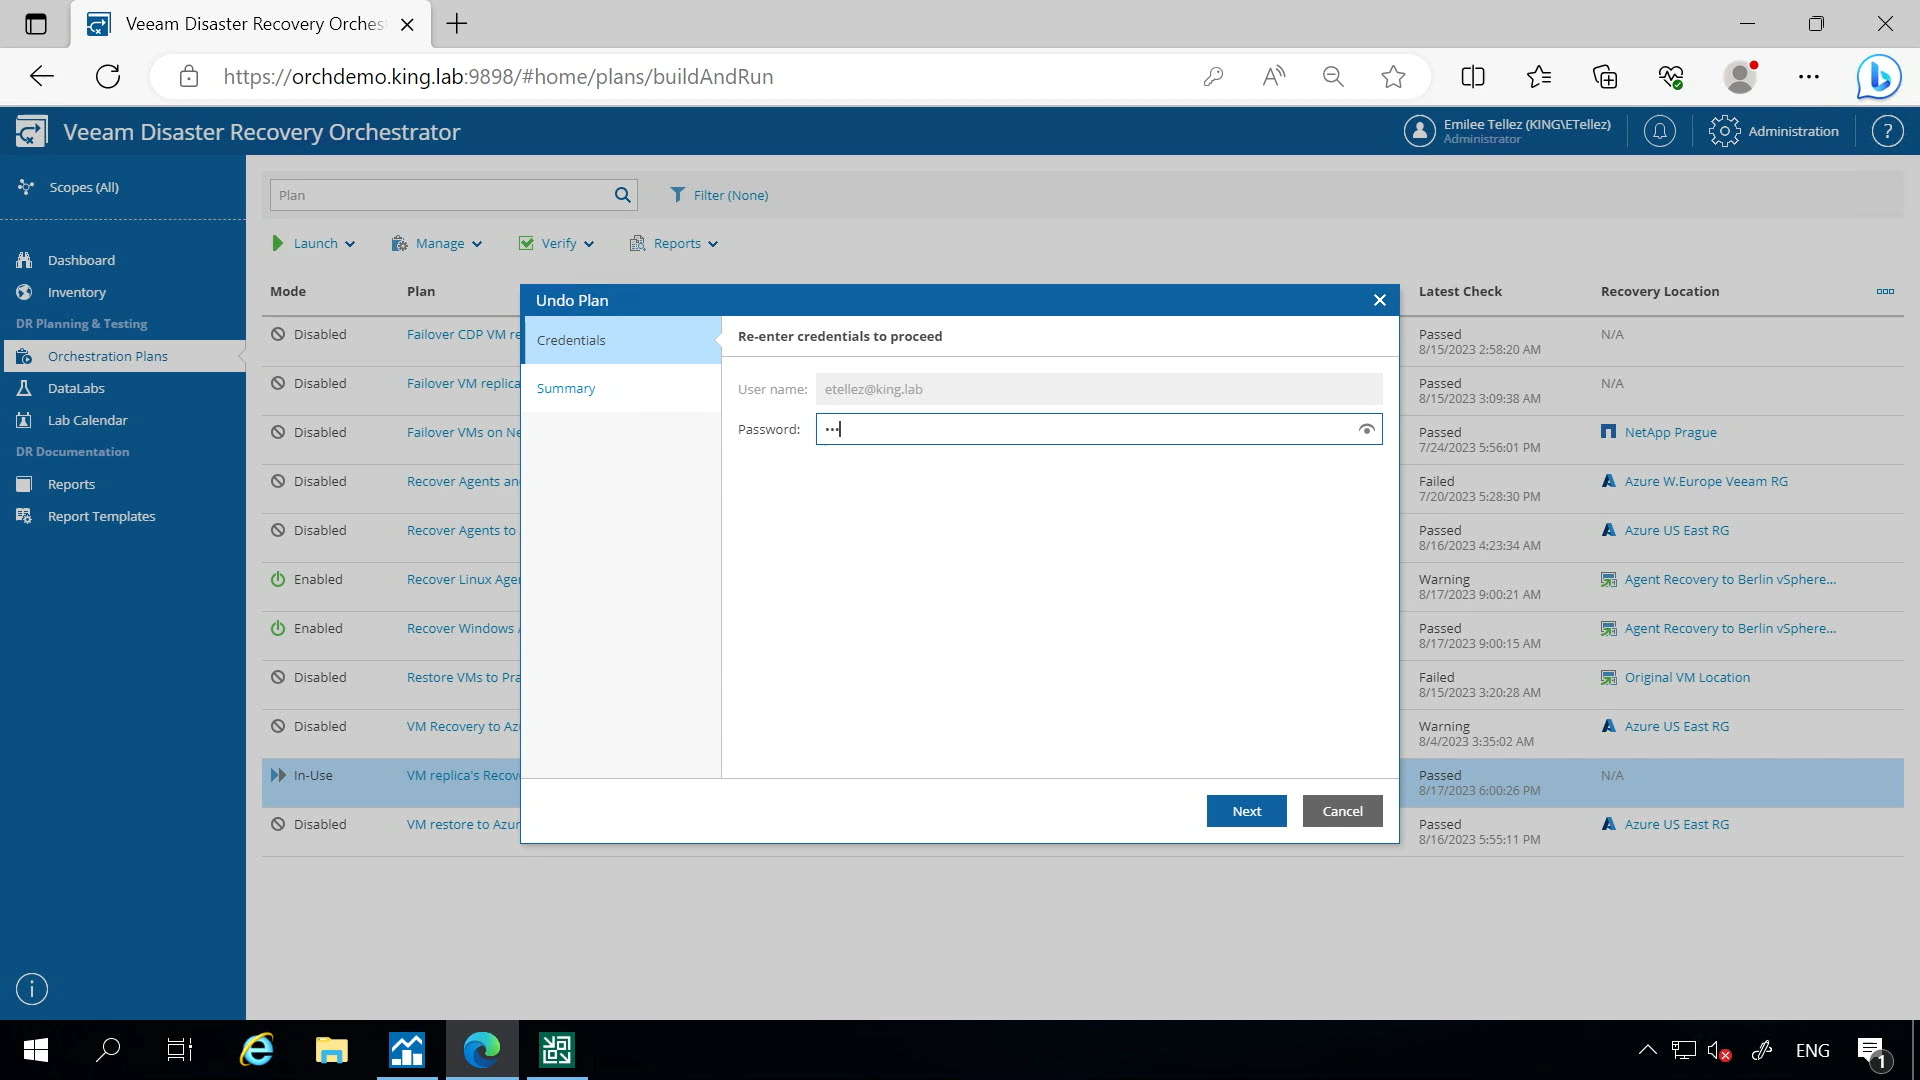 Veeam Disaster Recovery Orches
https://orchdemo.king.lab:9898/#home/plans/buildAndRun
Veeam Disaster Recovery Orchestrator
Emilee Tellez (KING\ETellez)
Administrator
Administration
?
Scopes (All)
Dashboard
Inventory
DR Planning & Testing
Orchestration Plans
DataLabs
Lab Calendar
DR Documentation
Reports
Report Templates
Plan
Filter (None)
Launch
Manage
Verify
Reports
Mode
Plan
Latest Check
Recovery Location
Disabled
Failover CDP VM re
Passed
8/15/2023 2:58:20 AM
N/A
Disabled
Failover VM replica
Passed
8/15/2023 3:09:38 AM
N/A
Disabled
Failover VMs on Ne
Passed
7/24/2023 5:56:01 PM
NetApp Prague
Disabled
Recover Agents an
Failed
7/20/2023 5:28:30 PM
Azure W.Europe Veeam RG
Disabled
Recover Agents to
Passed
8/16/2023 4:23:34 AM
Azure US East RG
Enabled
Recover Linux Agen
Warning
8/17/2023 9:00:21 AM
Agent Recovery to Berlin vSphere...
Enabled
Recover Windows A
Passed
8/17/2023 9:00:15 AM
Agent Recovery to Berlin vSphere...
Disabled
Restore VMs to Pra
Failed
8/15/2023 3:20:28 AM
Original VM Location
Disabled
VM Recovery to Azu
Warning
8/4/2023 3:35:02 AM
Azure US East RG
In-Use
VM replica's Recov
Passed
8/17/2023 6:00:26 PM
N/A
Disabled
VM restore to Azur
Passed
8/16/2023 5:55:11 PM
Azure US East RG
Undo Plan
Credentials
Summary
Re-enter credentials to proceed
User name:
etellez@king.lab
Password:
•••
Next
Cancel
ENG
1